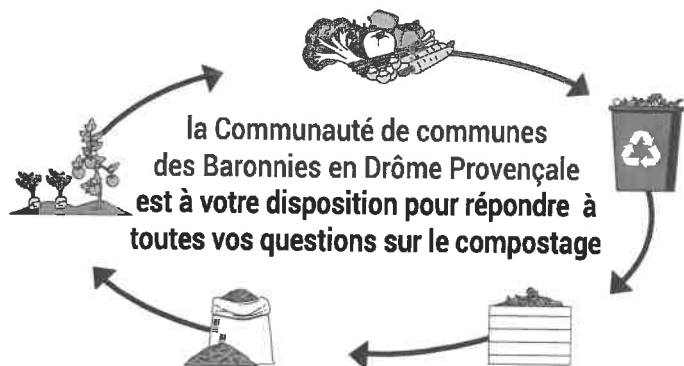 la Communauté de communes
des Baronnies en Drôme Provençale
est à votre disposition pour répondre à
toutes vos questions sur le compostage